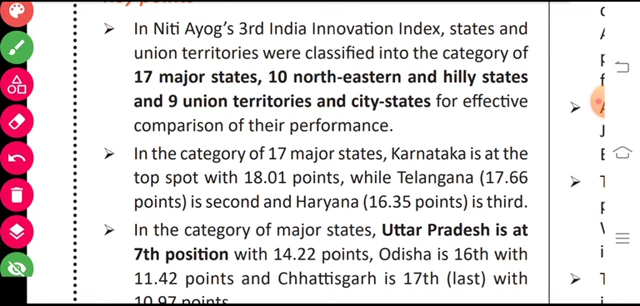 ➢ In Niti Ayog's 3rd India Innovation Index, states and
union territories were classified into the category of
17 major states, 10 north-eastern and hilly states
and 9 union territories and city-states for effective
comparison of their performance.
➢ In the category of 17 major states, Karnataka is at the
top spot with 18.01 points, while Telangana (17.66
points) is second and Haryana (16.35 points) is third.
➢ In the category of major states, Uttar Pradesh is at
7th position with 14.22 points, Odisha is 16th with
11.42 points and Chhattisgarh is 17th (last) with
10.97 points